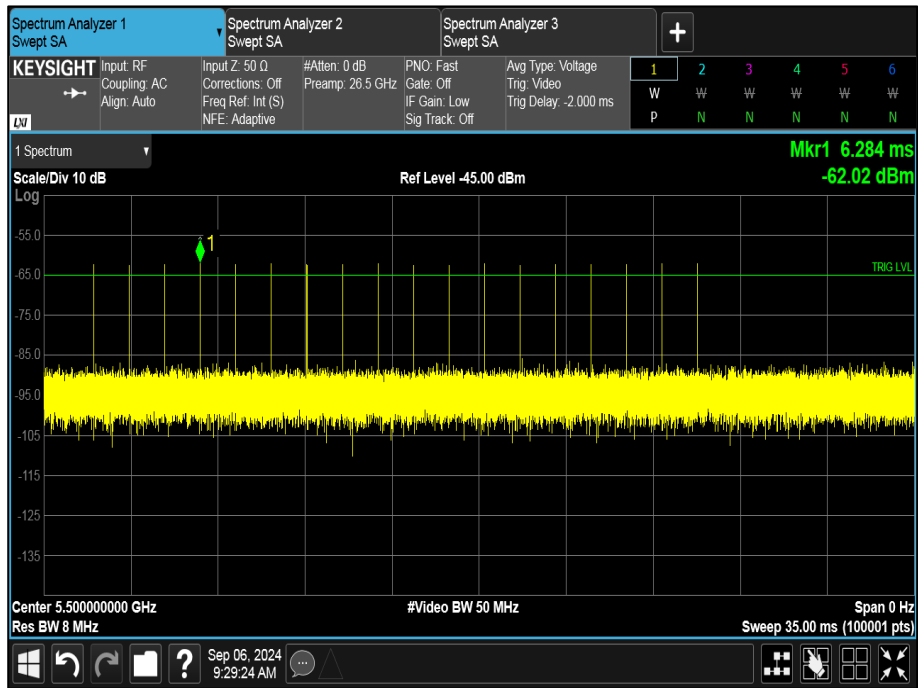 Spectrum Analyzer 1
Swept SA
Spectrum Analyzer 2
Swept SA
Spectrum Analyzer 3
Swept SA
+
KEYSIGHT
LXI
Input: RF
Coupling: AC
Align: Auto
Input Z: 50 Ω
Corrections: Off
Freq Ref: Int (S)
NFE: Adaptive
#Atten: 0 dB
Preamp: 26.5 GHz
PNO: Fast
Gate: Off
IF Gain: Low
Sig Track: Off
Avg Type: Voltage
Trig: Video
Trig Delay: -2.000 ms
1 2 3 4 5 6
W W W W W W
P N N N N N
1 Spectrum
Mkr1 6.284 ms
Scale/Div 10 dB
Ref Level -45.00 dBm
-62.02 dBm
Log
1
-55.0
-65.0
TRIG LVL
-75.0
-85.0
-95.0
-105
-115
-125
-135
Center 5.500000000 GHz
#Video BW 50 MHz
Span 0 Hz
Res BW 8 MHz
Sweep 35.00 ms (100001 pts)
?
Sep 06, 2024
9:29:24 AM